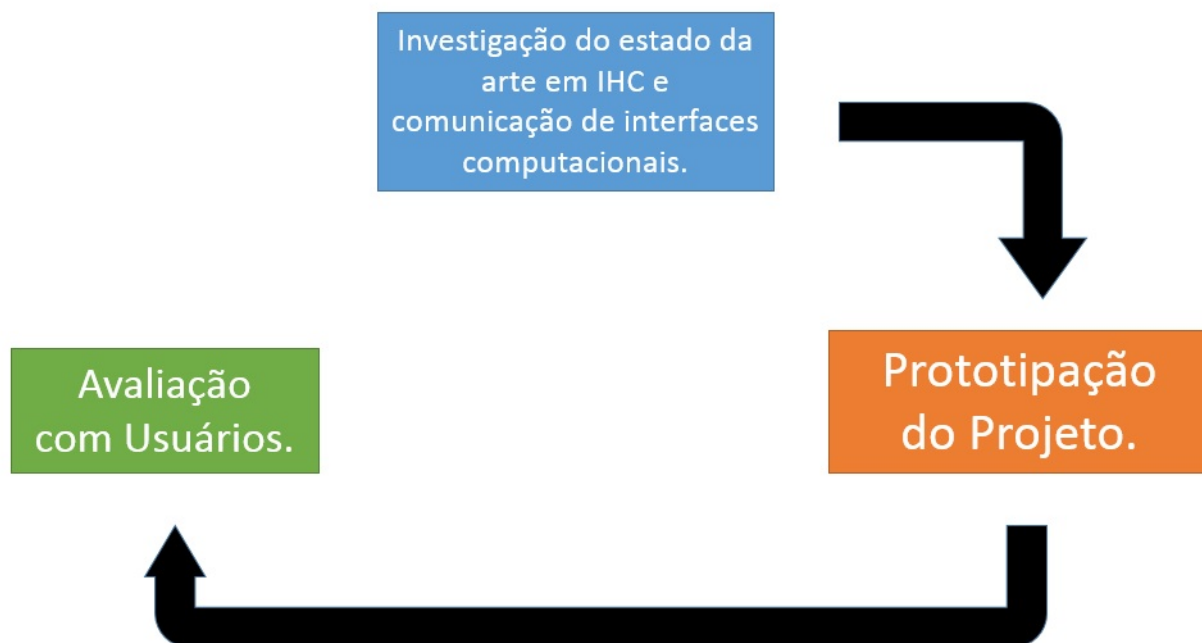 Investigação do estado da
arte em IHC e
comunicação de interfaces
computacionais.
Prototipação
do Projeto.
Avaliação
com Usuários.